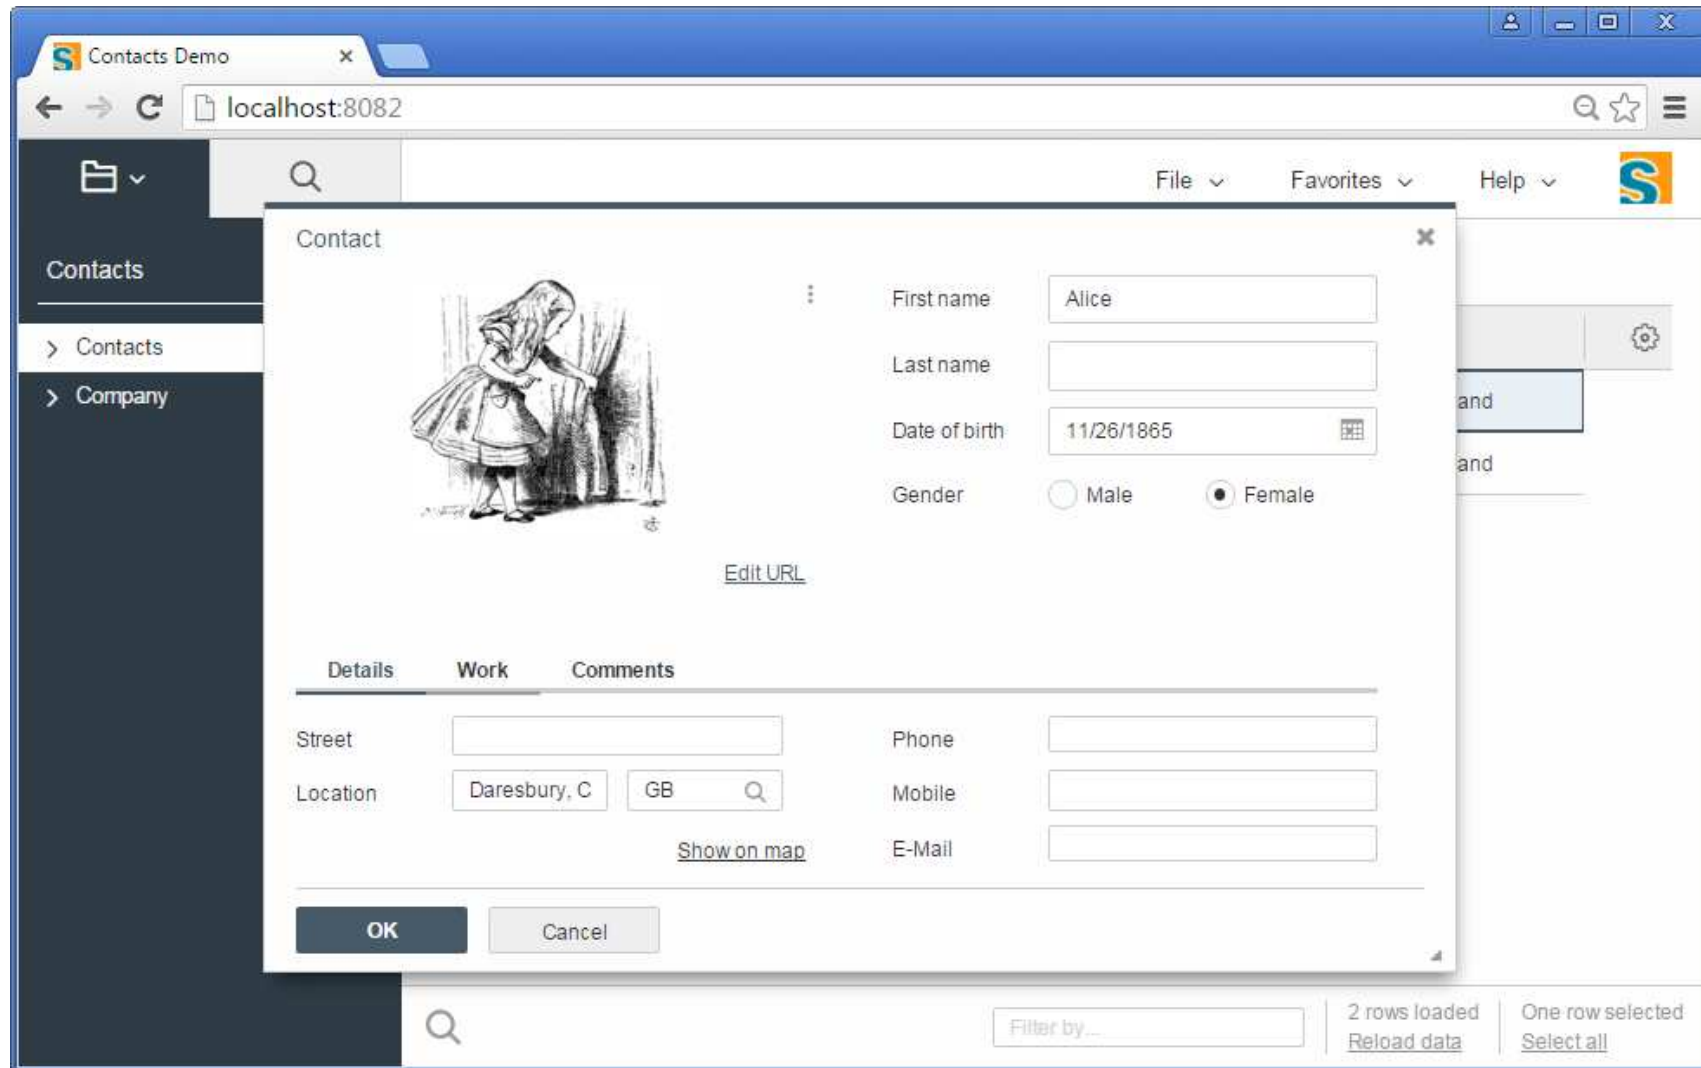 Contacts Demo
localhost:8082
File Favorites Help
Contact
Contacts
Contacts
Company
First name Alice
Last name
Date of birth 11/26/1865
Gender Male Female
Edit URL
and
and
Details Work Comments
Street
Location Daresbury, C GB
Show on map
Phone
Mobile
E-Mail
OK Cancel
Filter by...
2 rows loaded
Reload data
One row selected
Select all